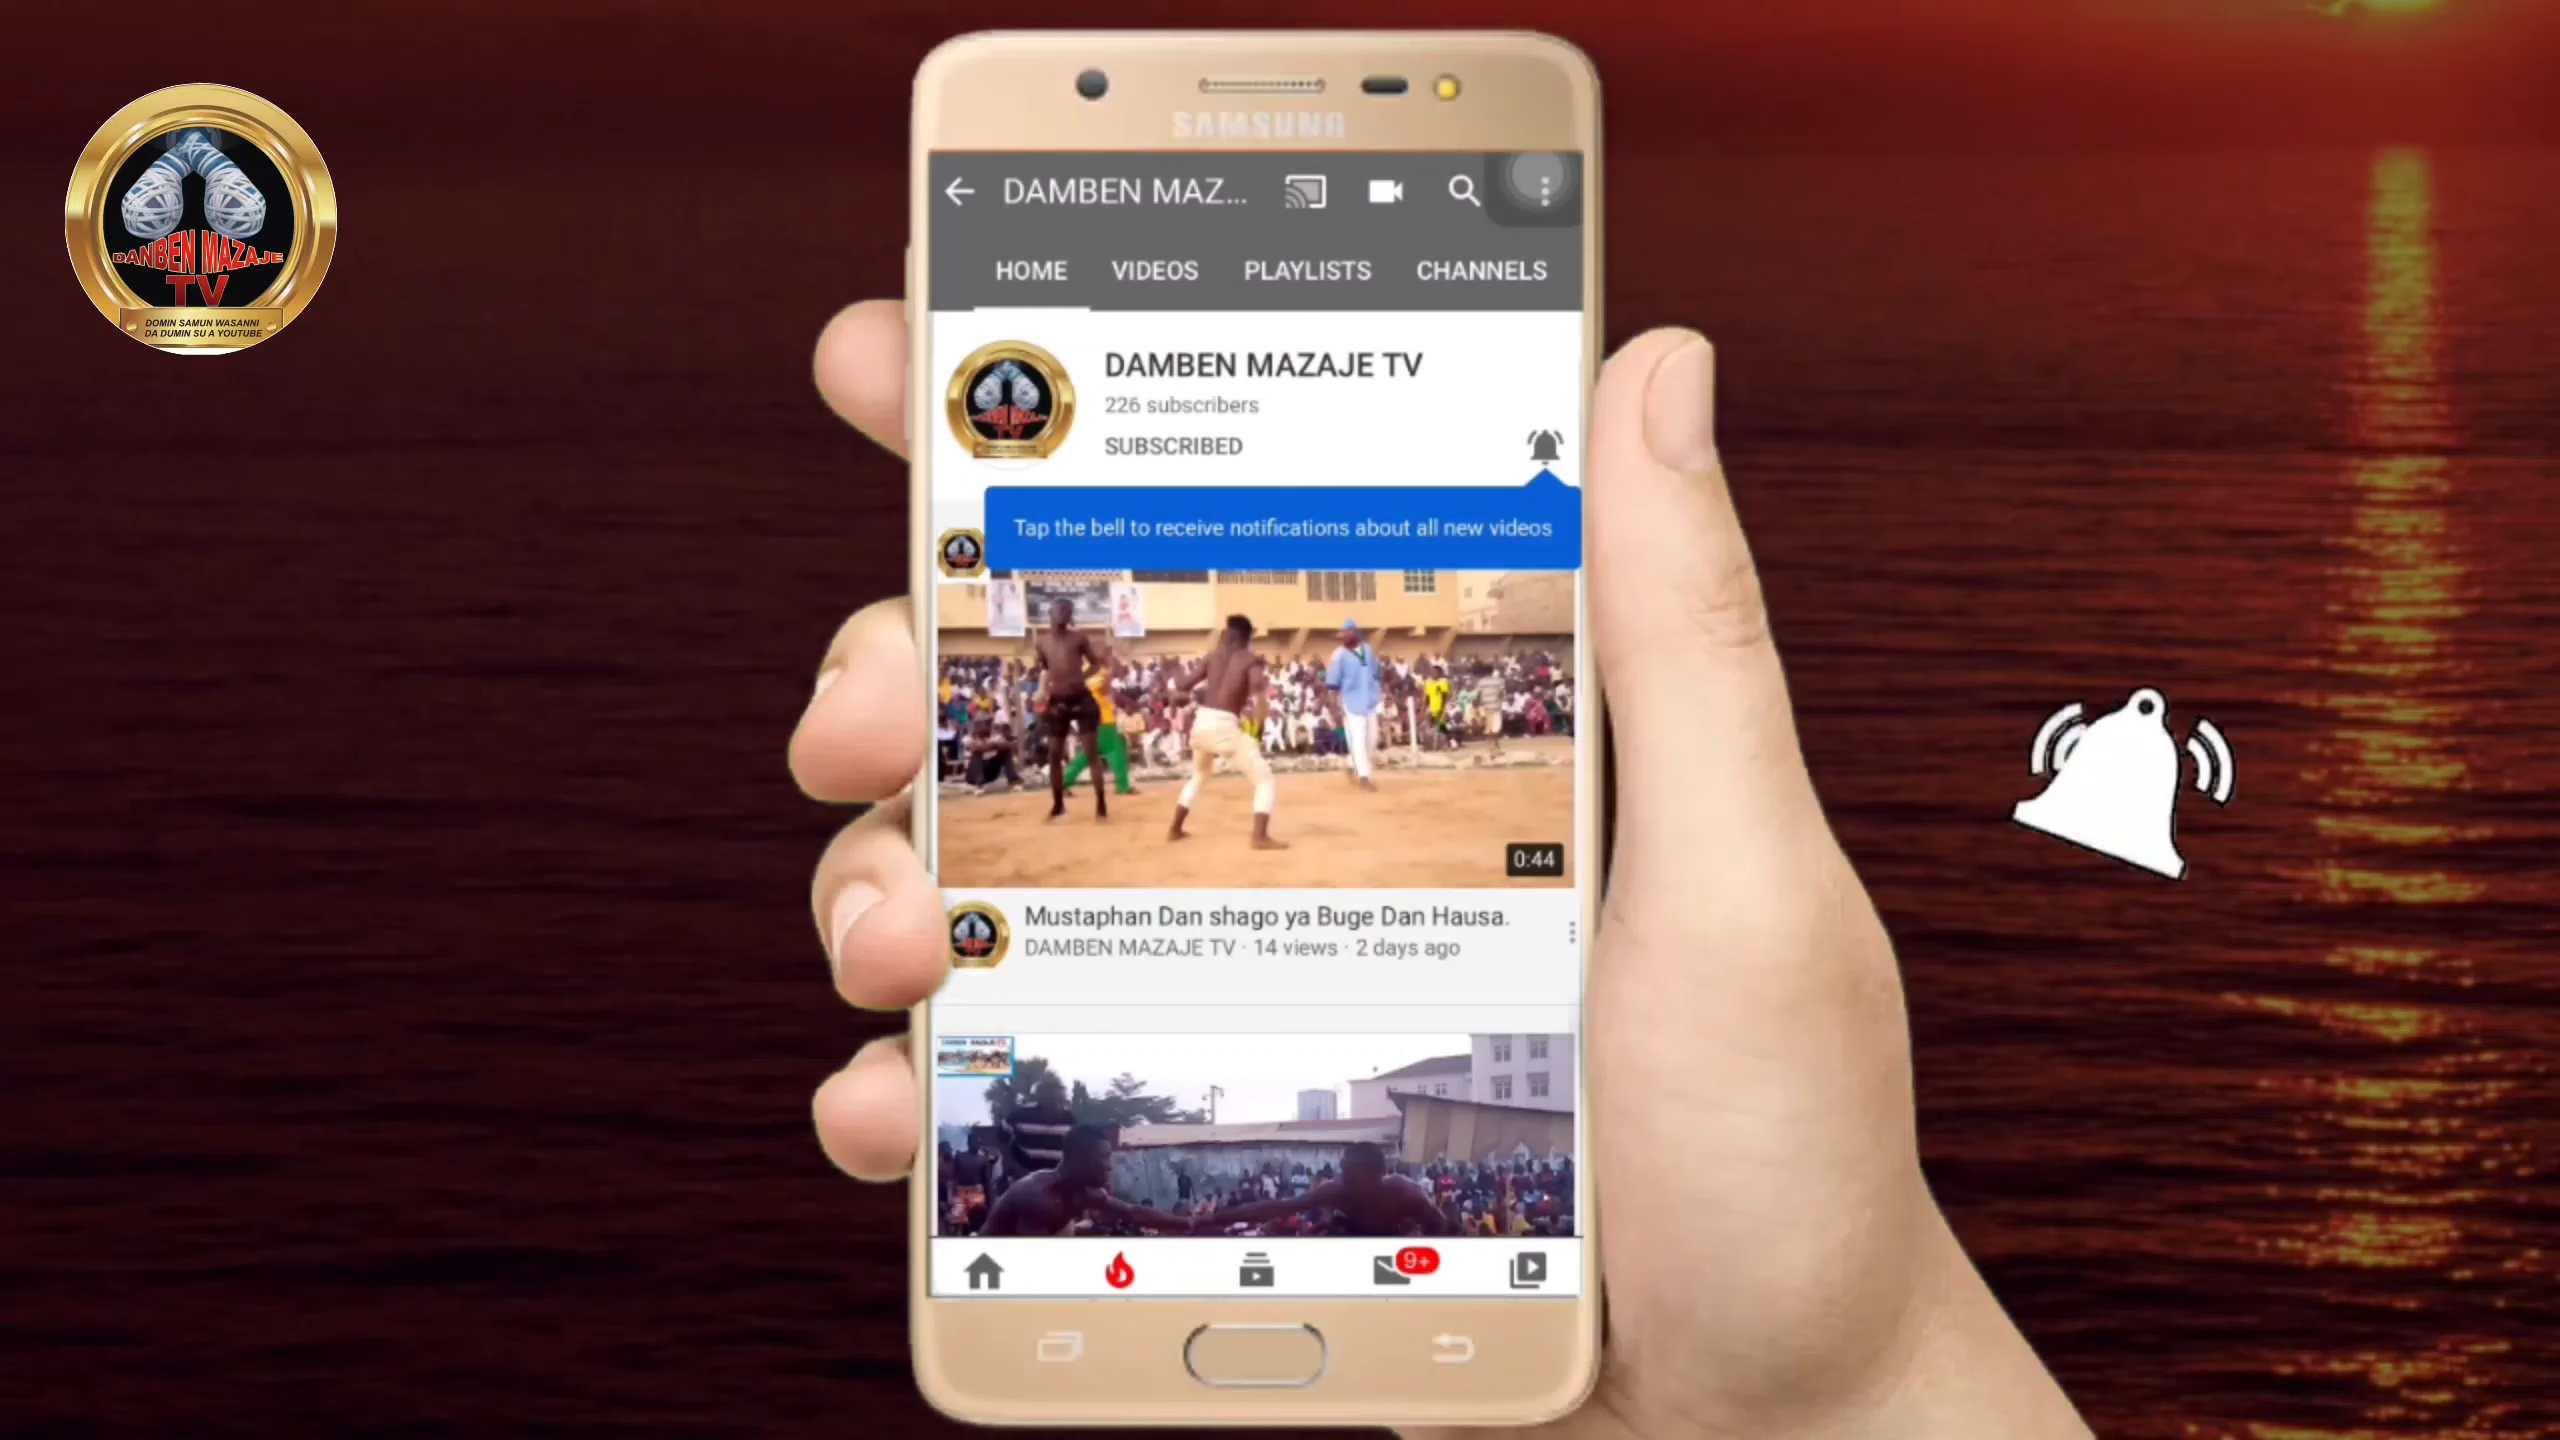 DANBEN MAZAJE
TV
DOMIN SAMUN WASANNI
DA DUMIN SU A YOUTUBE
SAMSUNG
DAMBEN MAZ...
HOME VIDEOS PLAYLISTS CHANNELS
DAMBEN MAZAJE TV
226 subscribers
SUBSCRIBED
Tap the bell to receive notifications about all new videos
0:44
Mustaphan Dan shago ya Buge Dan Hausa.
DAMBEN MAZAJE TV · 14 views · 2 days ago
9+